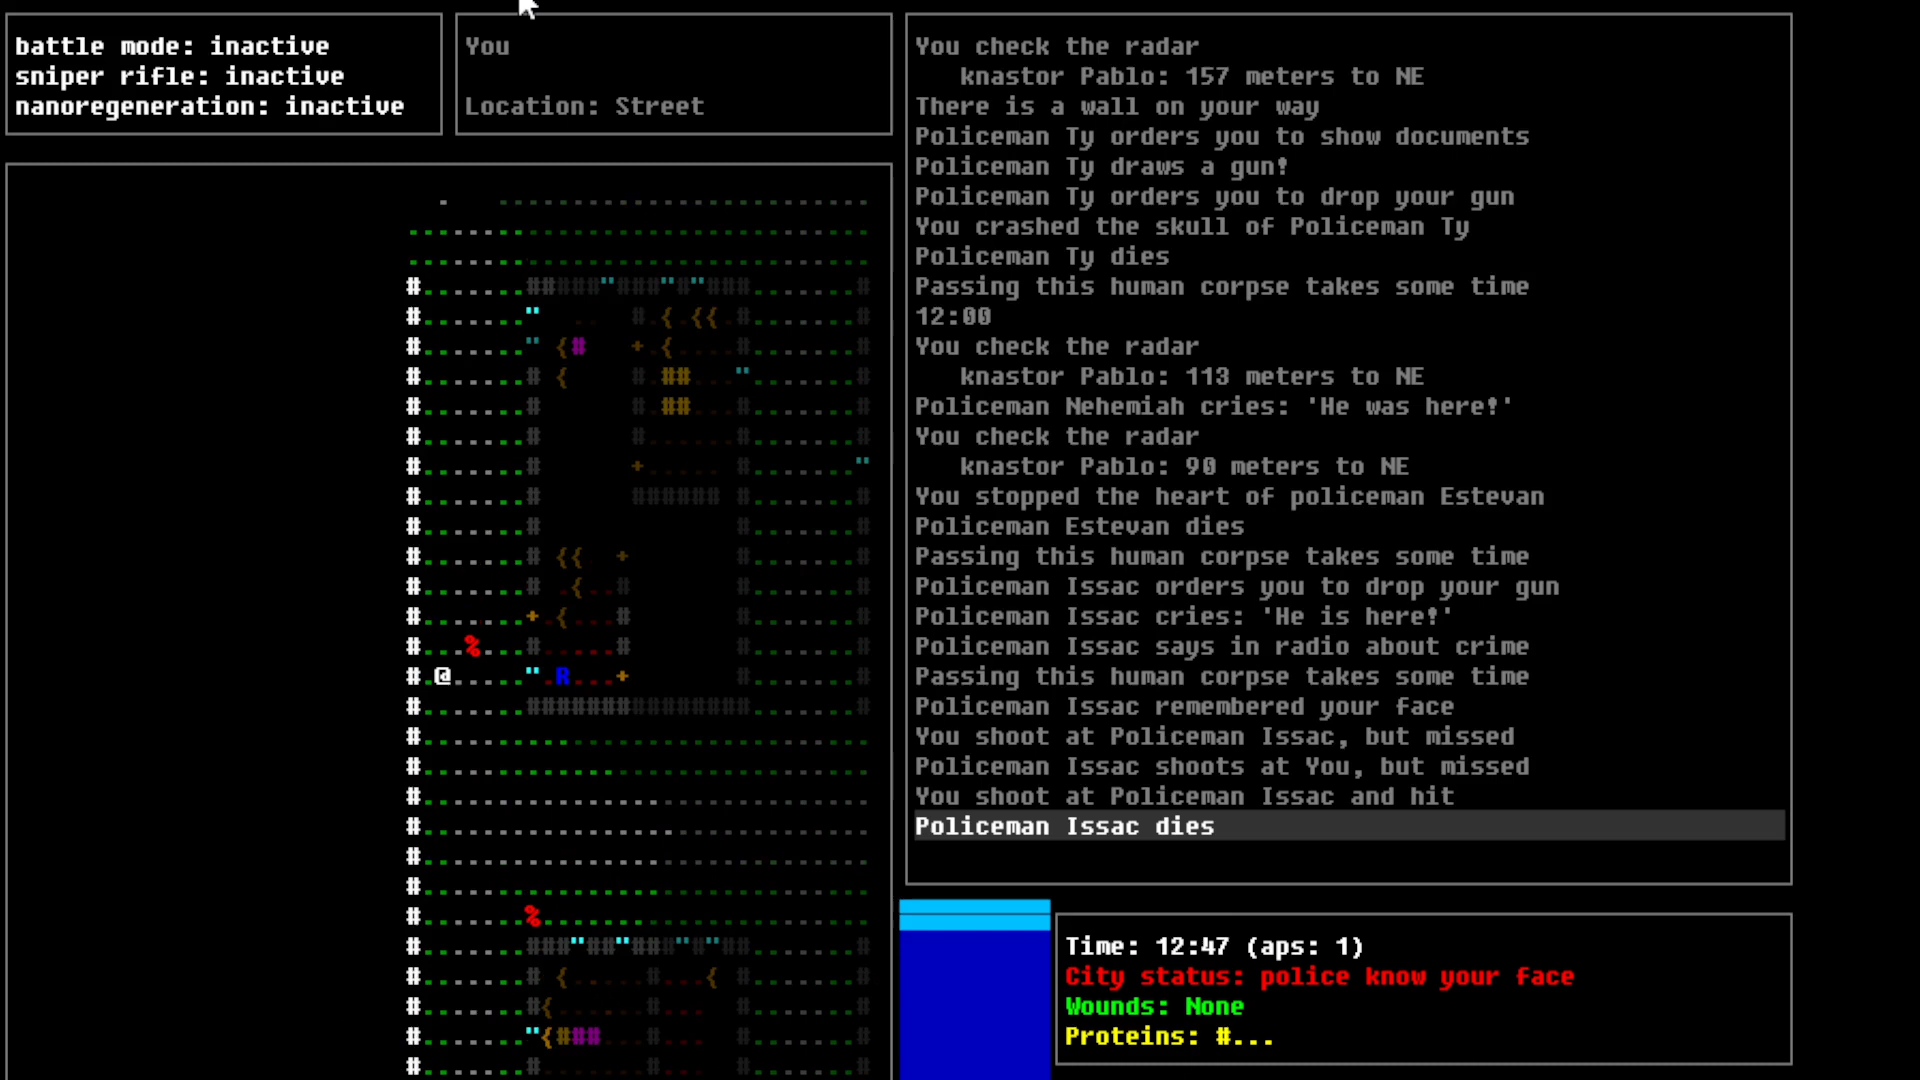 battle mode: inactive
sniper rifle: inactive
nanoregeneration: inactive
You
Location: Street
You check the radar
knastor Pablo: 157 meters to NE
There is a wall on your way
Policeman Ty orders you to show documents
Policeman Ty draws a gun!
Policeman Ty orders you to drop your gun
You crashed the skull of Policeman Ty
Policeman Ty dies
Passing this human corpse takes some time
12:00
You check the radar
knastor Pablo: 113 meters to NE
Policeman Nehemiah cries: 'He was here!'
You check the radar
knastor Pablo: 90 meters to NE
You stopped the heart of policeman Estevan
Policeman Estevan dies
Passing this human corpse takes some time
Policeman Issac orders you to drop your gun
Policeman Issac cries: 'He is here!'
Policeman Issac says in radio about crime
Passing this human corpse takes some time
Policeman Issac remembered your face
You shoot at Policeman Issac, but missed
Policeman Issac shoots at You, but missed
You shoot at Policeman Issac and hit
Policeman Issac dies
Time: 12:47 (aps: 1)
City status: police know your face
Wounds: None
Proteins: #...